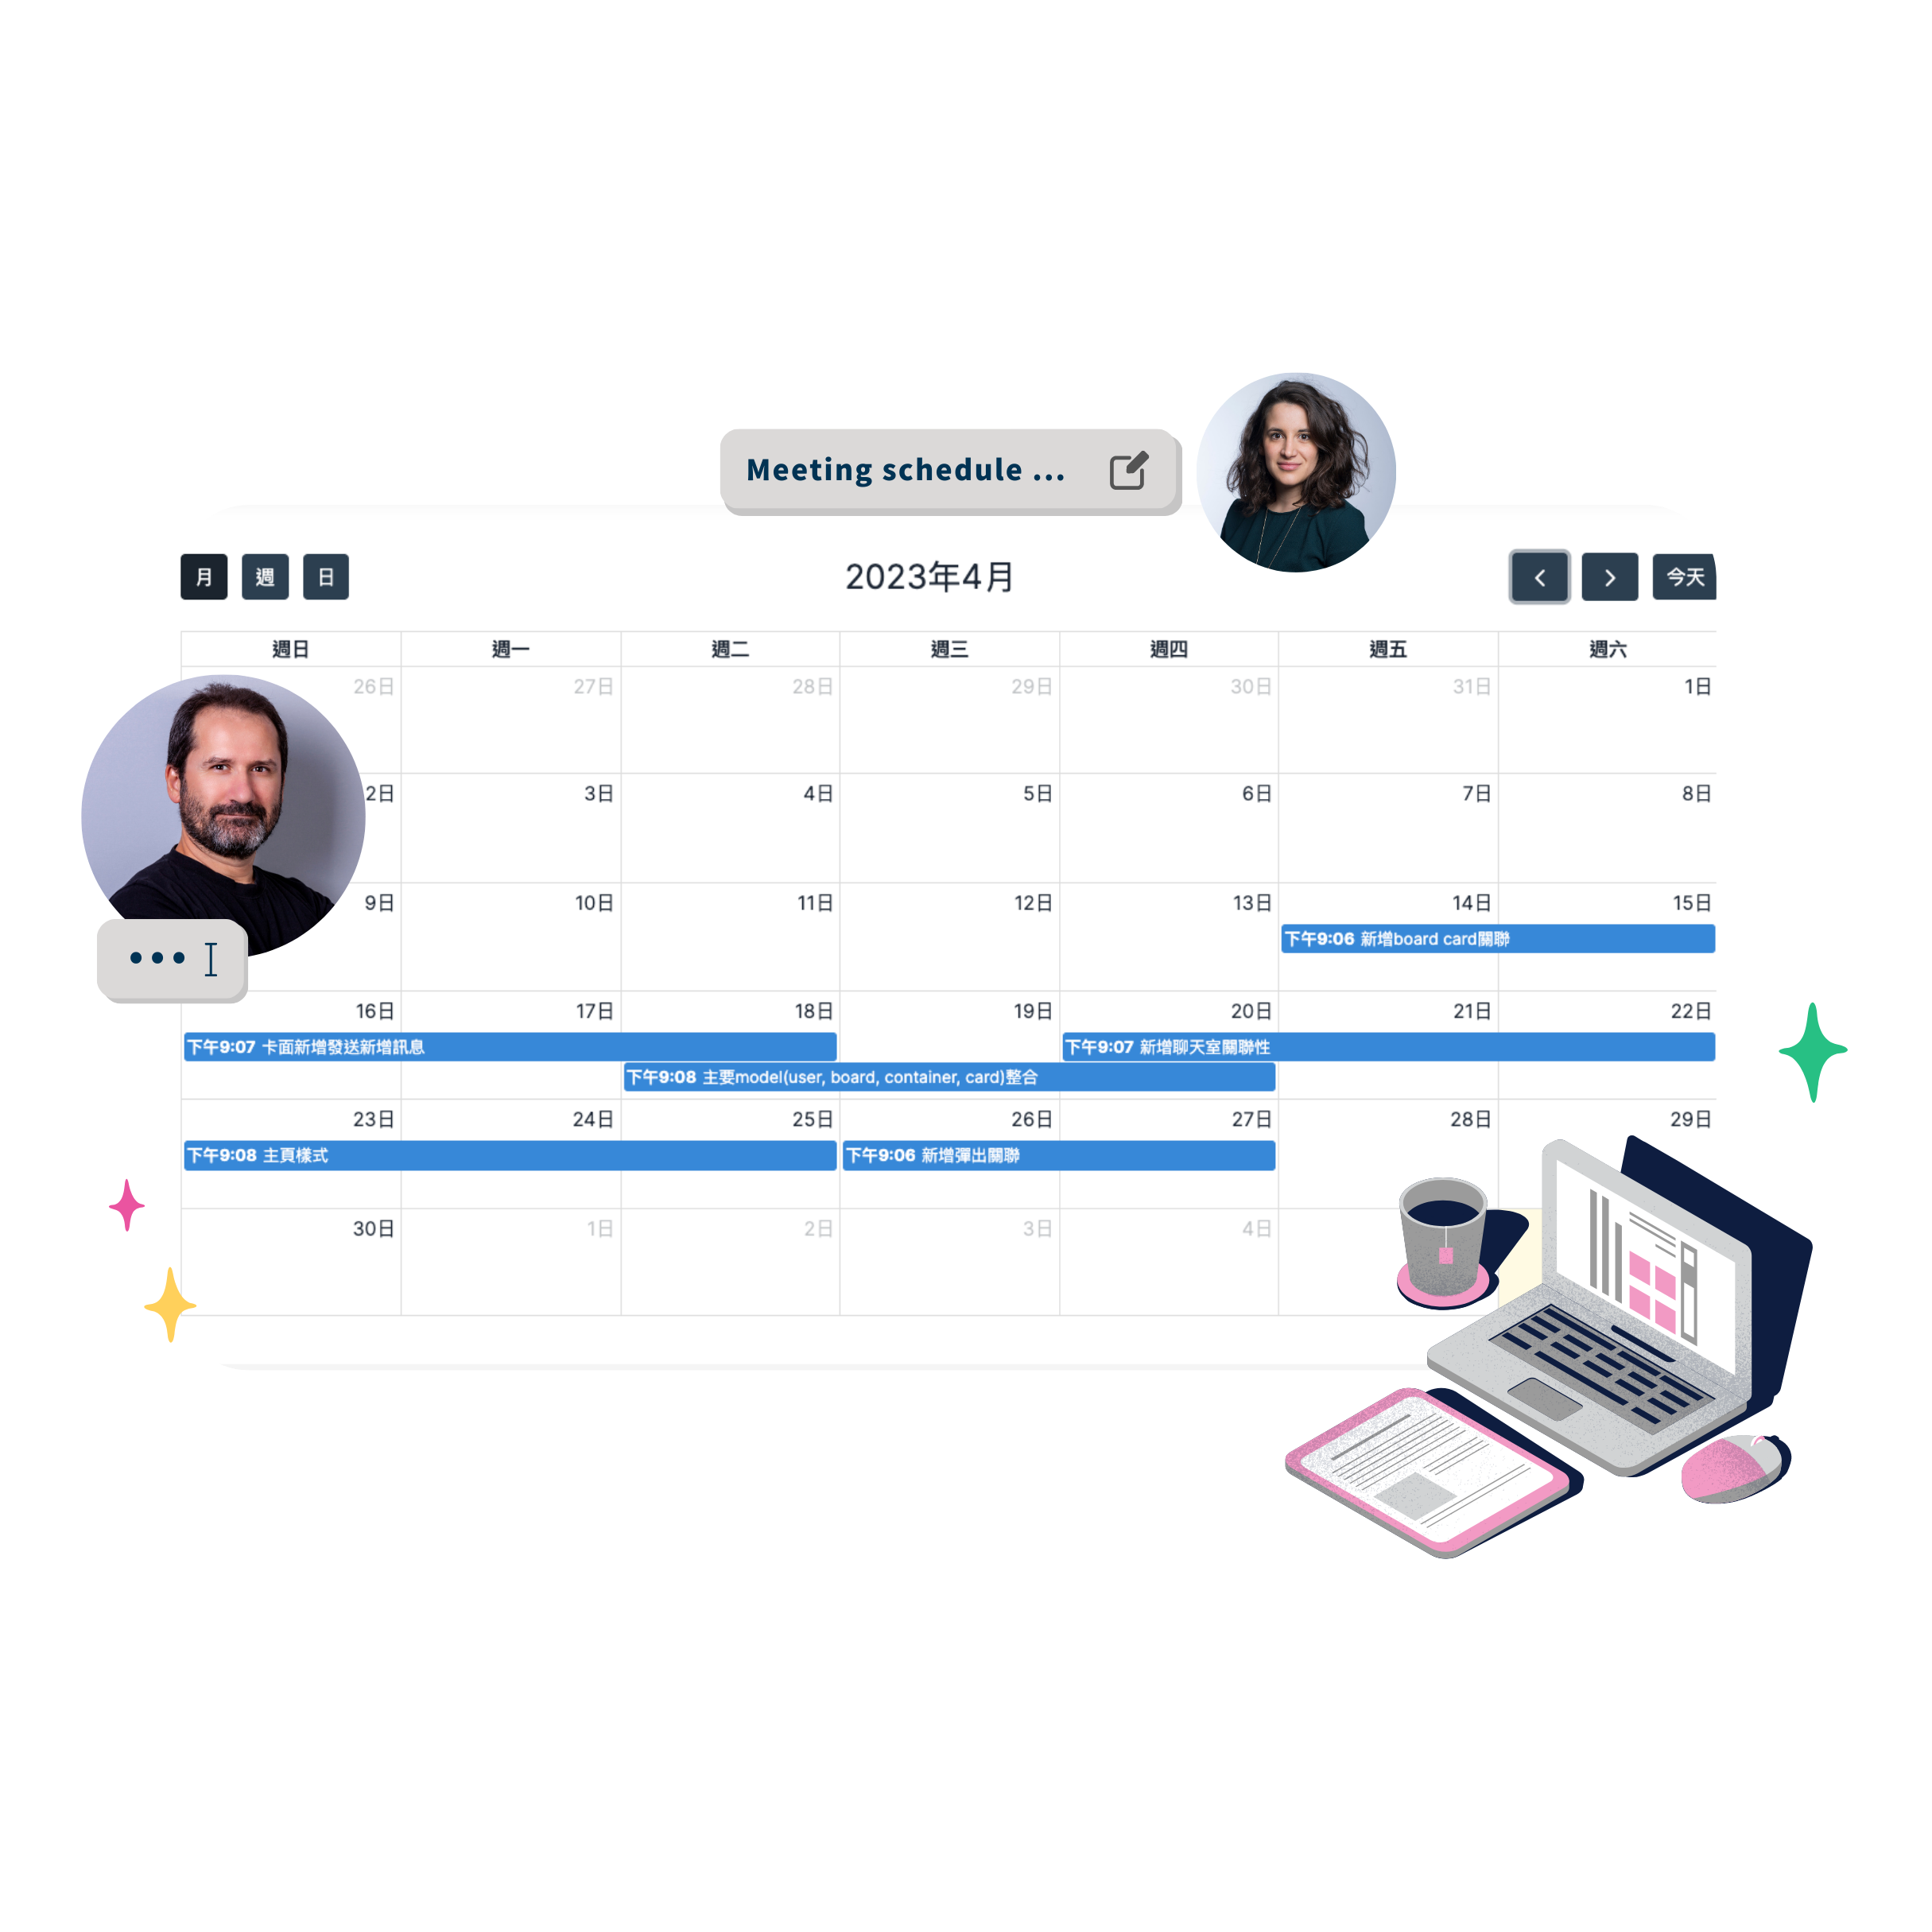 Meeting schedule ...
月 週 日
2023年4月
今天
週日 週一 週二 週三 週四 週五 週六
26日 27日 28日 29日 30日 31日 1日
2日 3日 4日 5日 6日 7日 8日
9日 10日 11日 12日 13日 14日 15日
下午9:06 新增board card關聯
16日 17日 18日 19日 20日 21日 22日
下午9:07 卡面新增發送新增訊息
下午9:07 新增聊天室關聯性
下午9:08 主要model(user, board, container, card)整合
23日 24日 25日 26日 27日 28日 29日
下午9:08 主頁樣式
下午9:06 新增彈出關聯
30日 1日 2日 3日 4日